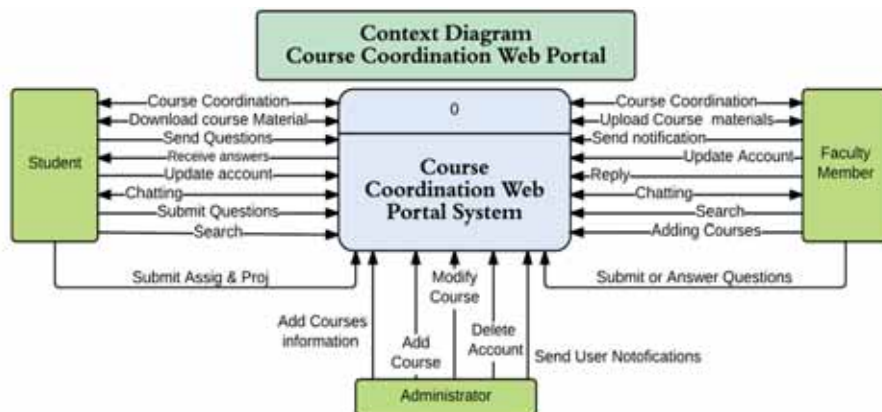 Context Diagram
Course Coordination Web Portal
Student
Course Coordination
Download course Material
Send Questions
Receive answers
Update account
Chatting
Submit Questions
Search
Submit Assig & Proj
0
Course
Coordination Web
Portal System
Course Coordination
Upload Course materials
Send notification
Update Account
Reply
Chatting
Search
Adding Courses
Submit or Answer Questions
Faculty
Member
Add Courses
information
Add
Course
Modify
Course
Delete
Account
Send User Notofications
Administrator